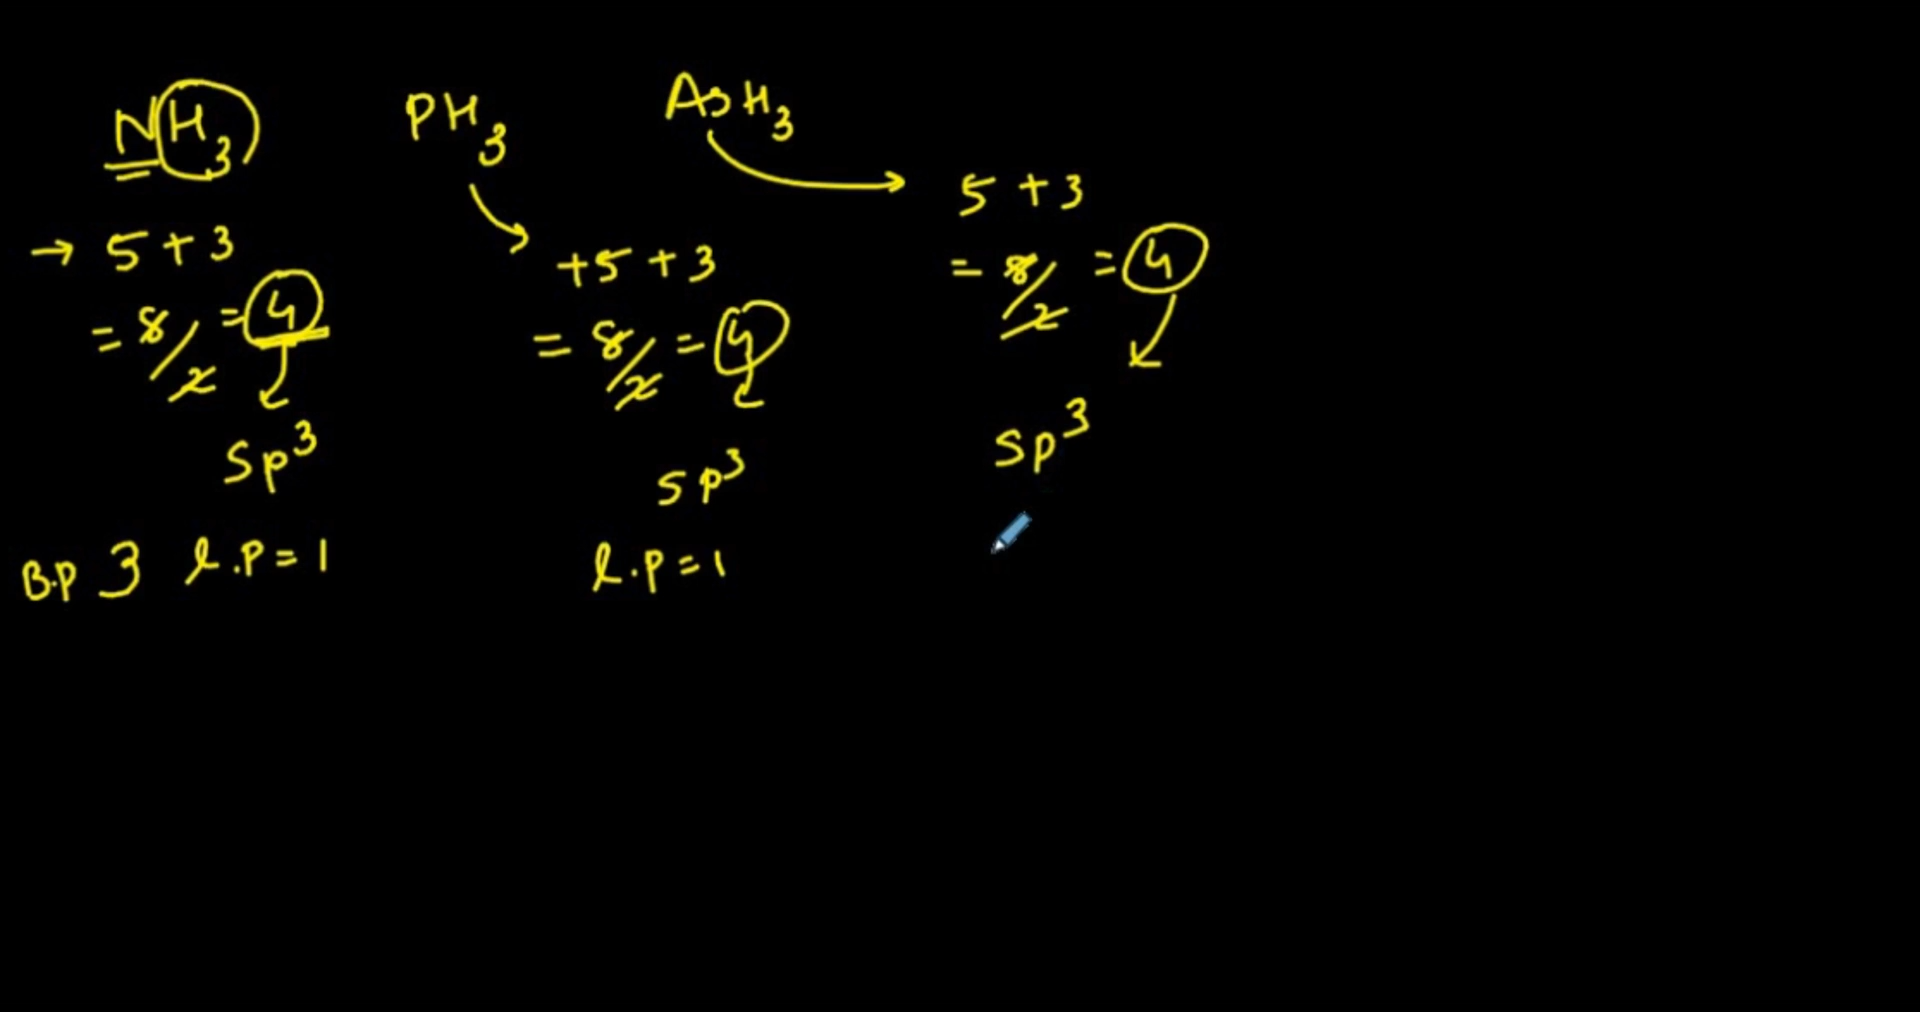 NH3 PH3 AsH3
→ 5 + 3
= 8/2 = 4
sp³
B.P 3 l.P = 1
+5 + 3
= 8/2 = 4
sp³
l.p = 1
5 + 3
= 8/2 = 4
sp³